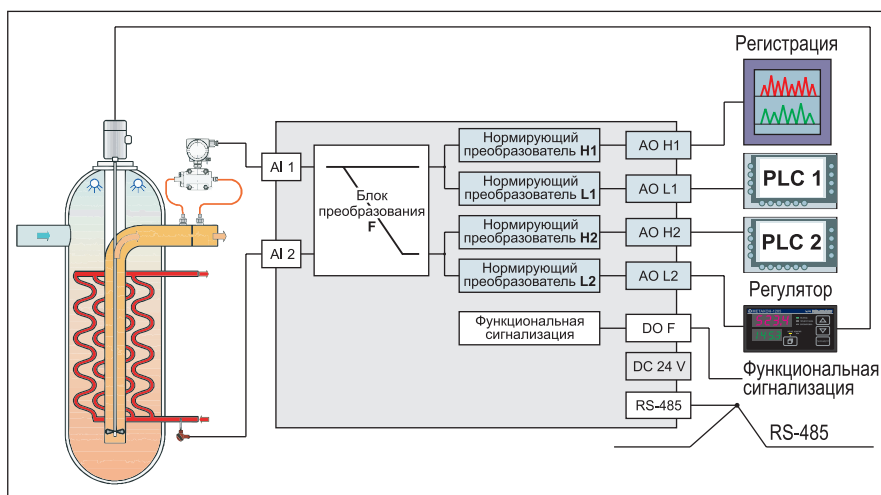 Регистрация
Нормирующий
преобразователь H1
AO H1
AI 1
Нормирующий
преобразователь L1
AO L1
PLC 1
Блок
преобразования
F
Нормирующий
преобразователь H2
AO H2
PLC 2
AI 2
Нормирующий
преобразователь L2
AO L2
Регулятор
Функциональная
сигнализация
DO F
DC 24 V
Функциональная
сигнализация
RS-485
RS-485